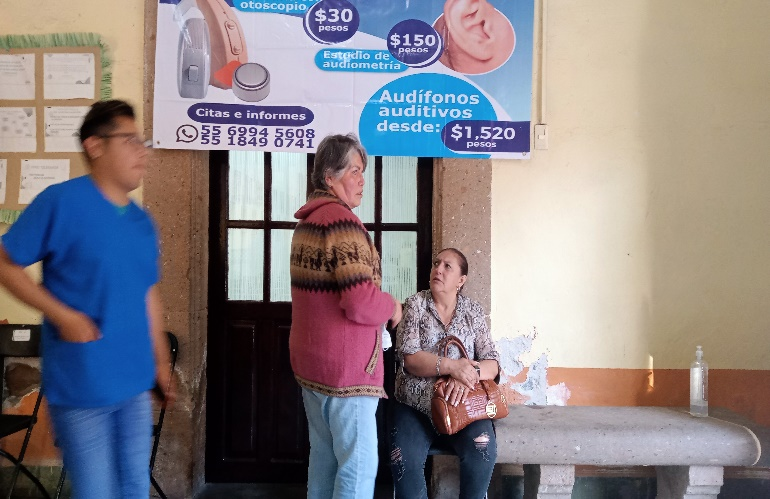 otoscopio
$30
pesos
$150
pesos
Estudio de
audiometría
Audífonos
auditivos
desde:
$1,520
pesos
Citas e informes
55 6994 5608
55 1849 0741